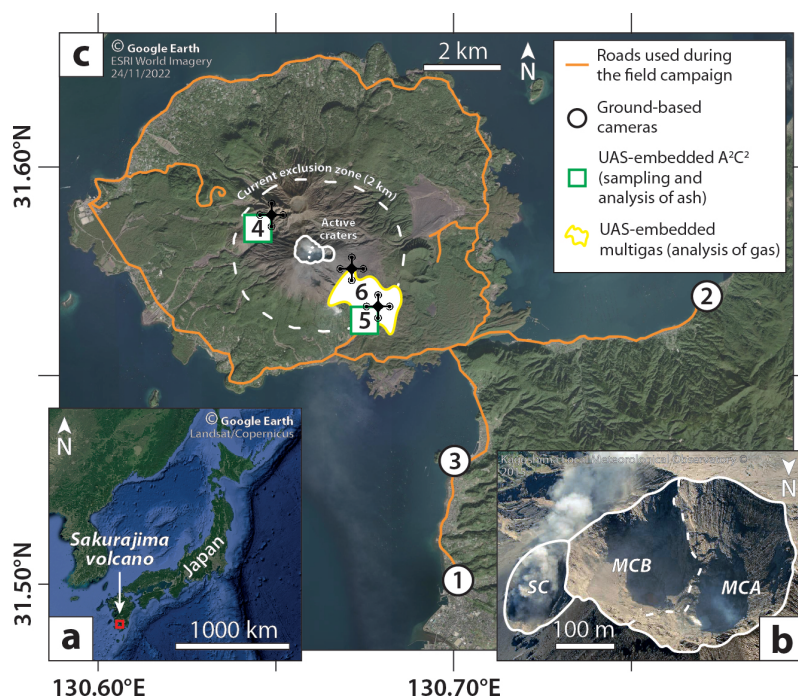 c
© Google Earth
ESRI World Imagery
24/11/2022
2 km
N
Roads used during
the field campaign
Ground-based
cameras
UAS-embedded A²C²
(sampling and
analysis of ash)
UAS-embedded
multigas (analysis of gas)
31.60°N
Current exclusion zone (2 km)
Active
craters
4
6
5
2
3
1
© Google Earth
Landsat/Copernicus
N
Sakurajima
volcano
Japan
1000 km
a
31.50°N
N
SC
MCB
MCA
100 m
b
130.60°N
130.70°N